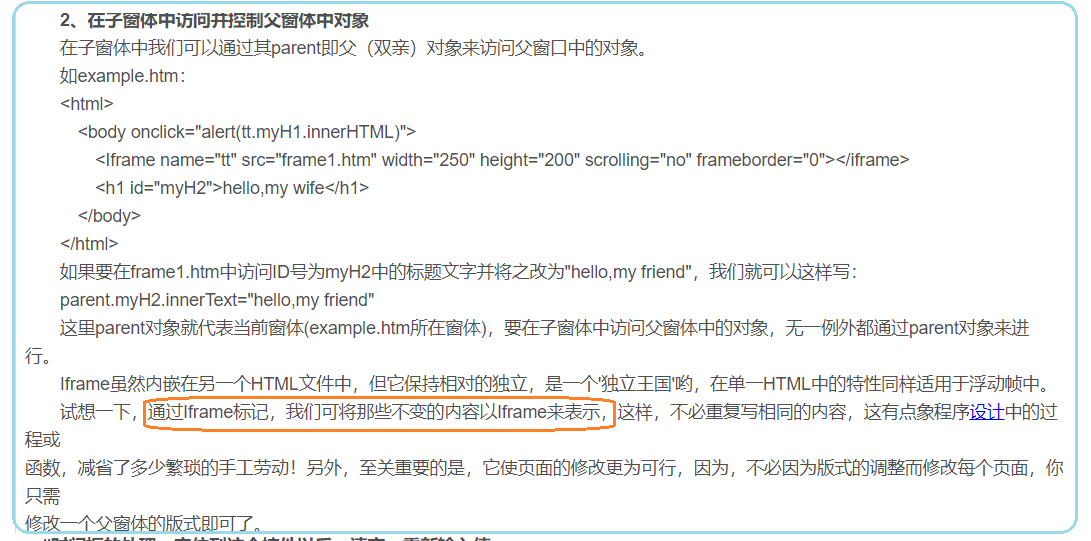 2、在子窗体中访问并控制父窗体中对象
在子窗体中我们可以通过其parent即父（双亲）对象来访问父窗口中的对象。
如example.htm：
<html>
<body onclick="alert(tt.myH1.innerHTML)">
<Iframe name="tt" src="frame1.htm" width="250" height="200" scrolling="no" frameborder="0"></iframe>
<h1 id="myH2">hello,my wife</h1>
</body>
</html>
如果要在frame1.htm中访问ID号为myH2中的标题文字并将之改为"hello,my friend"，我们就可以这样写：
parent.myH2.innerText="hello,my friend"
这里parent对象就代表当前窗体(example.htm所在窗体)，要在子窗体中访问父窗体中的对象，无一例外都通过parent对象来进
行。
Iframe虽然内嵌在另一个HTML文件中，但它保持相对的独立，是一个'独立王国'哟，在单一HTML中的特性同样适用于浮动帧中。
试想一下，通过Iframe标记，我们可将那些不变的内容以Iframe来表示，这样，不必重复写相同的内容，这有点象程序设计中的过
程或
函数，减省了多少繁琐的手工劳动！另外，至关重要的是，它使页面的修改更为可行，因为，不必因为版式的调整而修改每个页面，你
只需
修改一个父窗体的版式即可了。